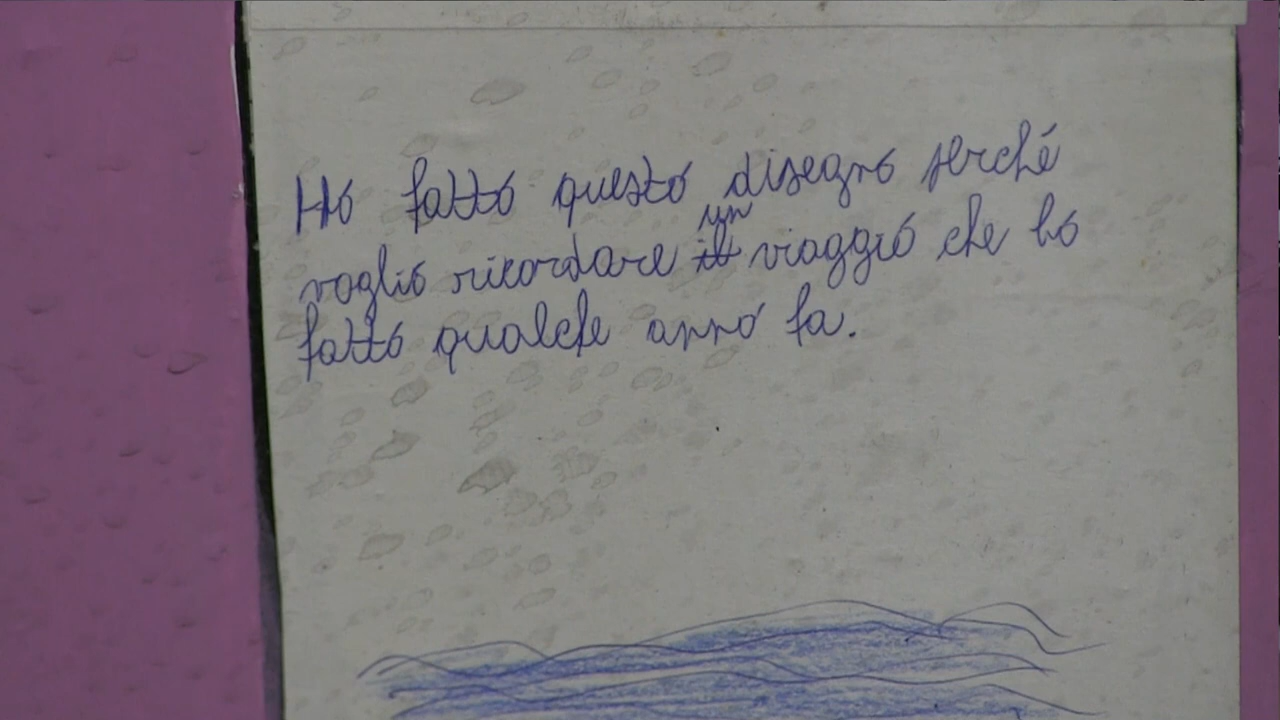 Ho fatto questo disegno perché
voglio ricordare un viaggio che ho
fatto qualche anno fa.